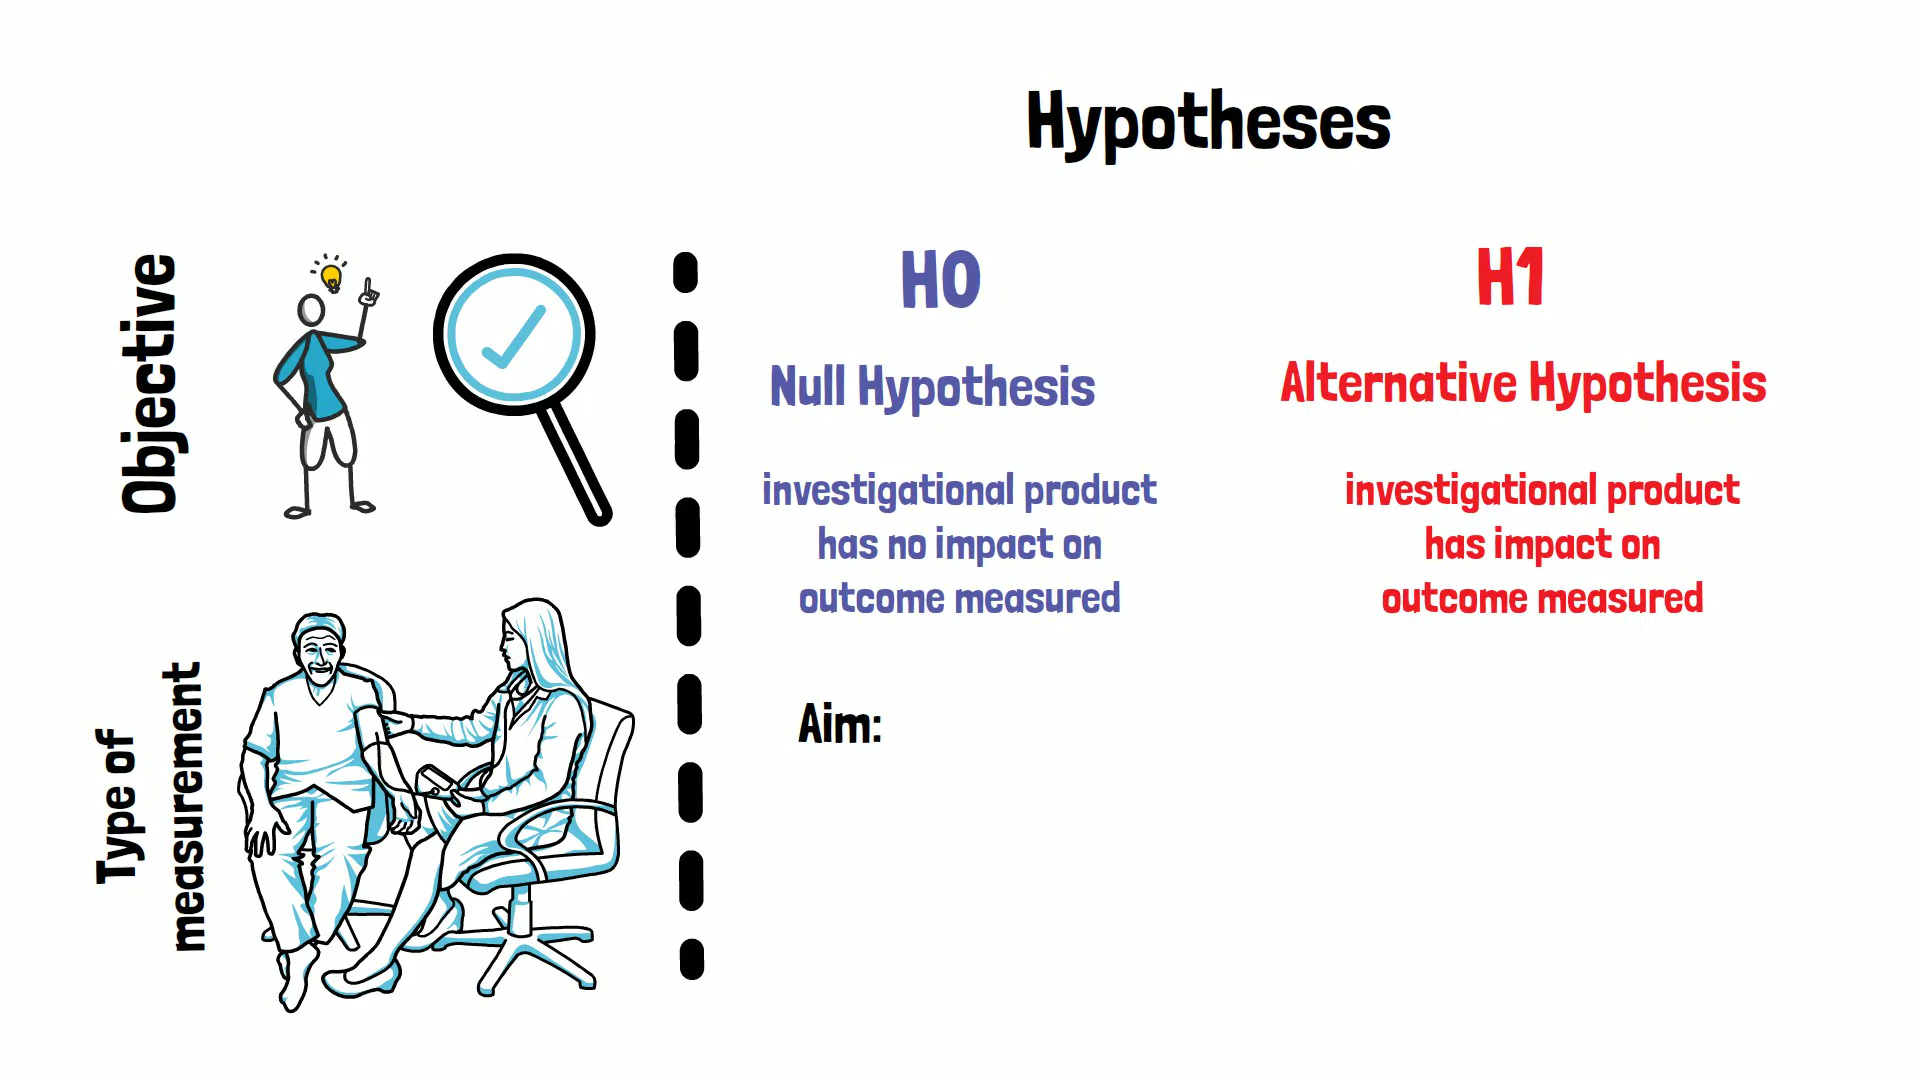 Hypotheses
Objective
Type of
measurement
H0
Null Hypothesis
investigational product
has no impact on
outcome measured
H1
Alternative Hypothesis
investigational product
has impact on
outcome measured
Aim: